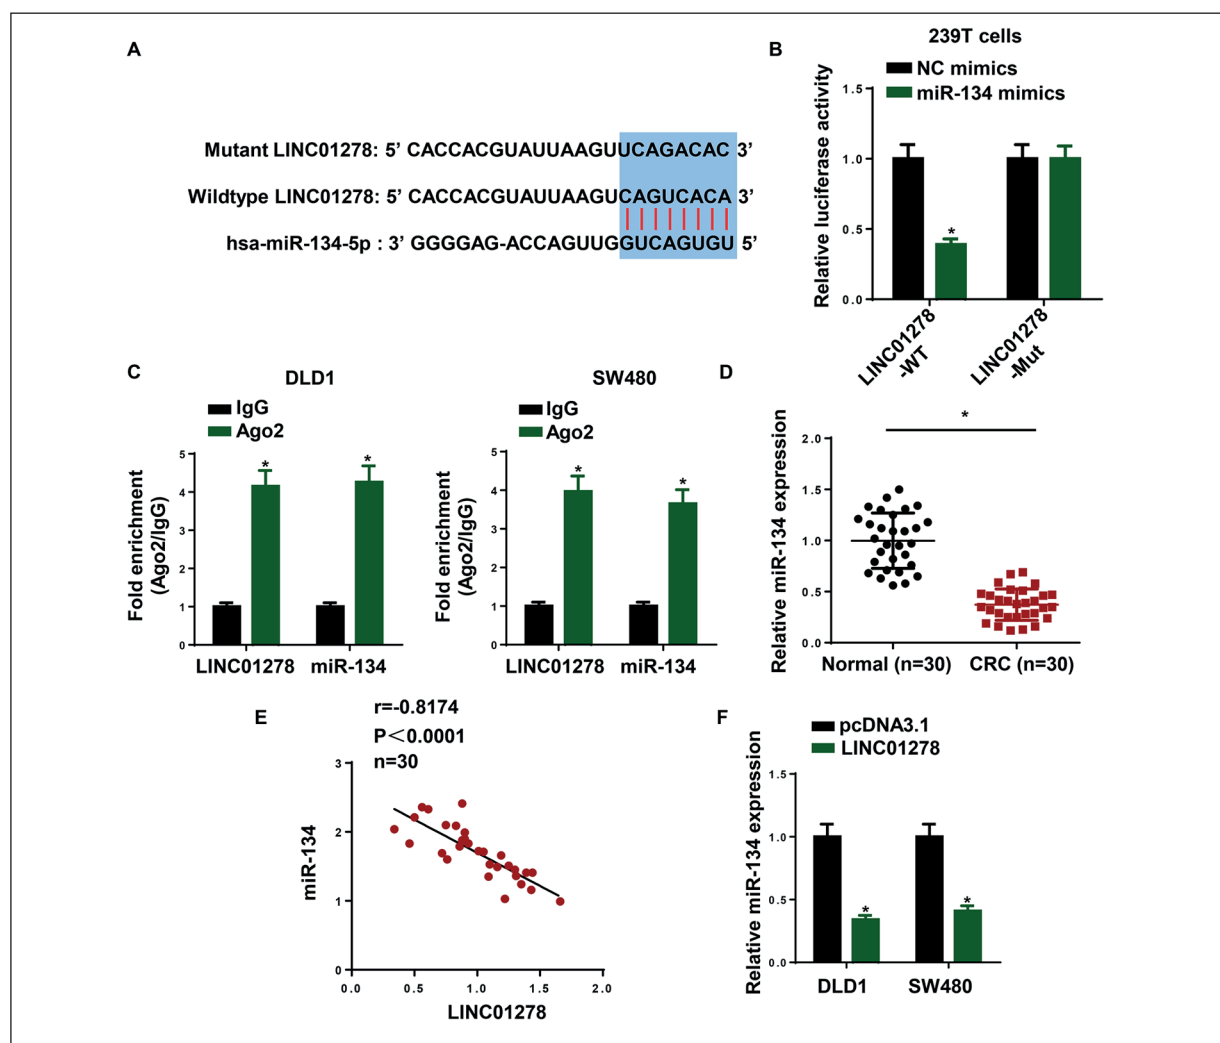 A
Mutant LINC01278: 5’ CACCACGUAUUAAGUUCAGACAC 3’
Wildtype LINC01278: 5’ CACCACGUAUUAAGUCAGUCACA 3’
hsa-miR-134-5p : 3’ GGGGAG-ACCAGUUGGUCAGUGU 5’
B
239T cells
NC mimics
miR-134 mimics
Relative luciferase activity
1.5
1.0
0.5
0.0
*
LINC01278
-WT
LINC01278
-Mut
C
DLD1
IgG
Ago2
Fold enrichment
(Ago2/IgG)
5
4
3
2
1
0
*
*
LINC01278
miR-134
SW480
IgG
Ago2
Fold enrichment
(Ago2/IgG)
5
4
3
2
1
0
*
*
LINC01278
miR-134
D
*
Relative miR-134 expression
2.0
1.5
1.0
0.5
0.0
Normal (n=30)
CRC (n=30)
E
r=-0.8174
P<0.0001
n=30
miR-134
3
2
1
0
0.0
0.5
1.0
1.5
2.0
LINC01278
F
pcDNA3.1
LINC01278
Relative miR-134 expression
1.5
1.0
0.5
0.0
*
*
DLD1
SW480